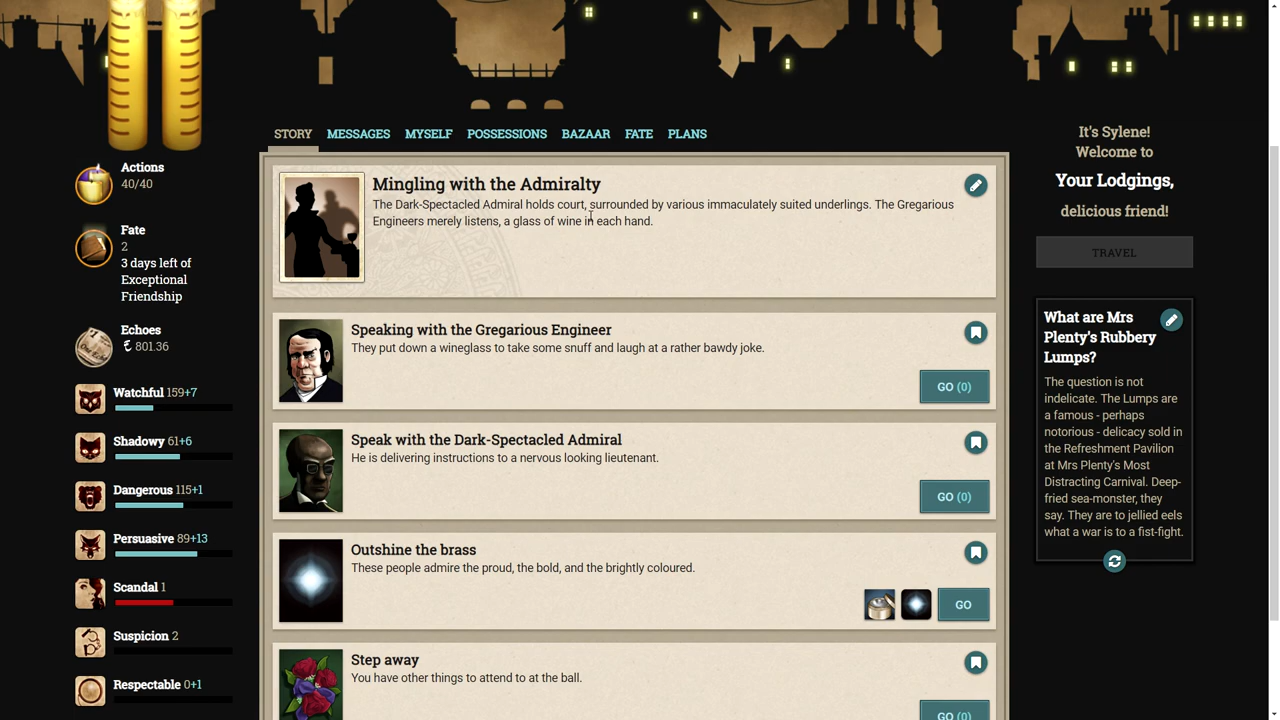 STORY MESSAGES MYSELF POSSESSIONS BAZAAR FATE PLANS
Actions
40/40
Fate
2
3 days left of
Exceptional
Friendship
Echoes
801.36
Watchful 159+7
Shadowy 61+6
Dangerous 115+1
Persuasive 89+13
Scandal 1
Suspicion 2
Respectable 0+1
Mingling with the Admiralty
The Dark-Spectacled Admiral holds court, surrounded by various immaculately suited underlings. The Gregarious
Engineers merely listens, a glass of wine in each hand.
Speaking with the Gregarious Engineer
They put down a wineglass to take some snuff and laugh at a rather bawdy joke.
GO (0)
Speak with the Dark-Spectacled Admiral
He is delivering instructions to a nervous looking lieutenant.
GO (0)
Outshine the brass
These people admire the proud, the bold, and the brightly coloured.
GO
Step away
You have other things to attend to at the ball.
GO (0)
It's Sylene!
Welcome to
Your Lodgings,
delicious friend!
TRAVEL
What are Mrs
Plenty's Rubbery
Lumps?
The question is not
indelicate. The Lumps are
a famous - perhaps
notorious - delicacy sold in
the Refreshment Pavilion
at Mrs Plenty's Most
Distracting Carnival. Deep-
fried sea-monster, they
say. They are to jellied eels
what a war is to a fist-fight.